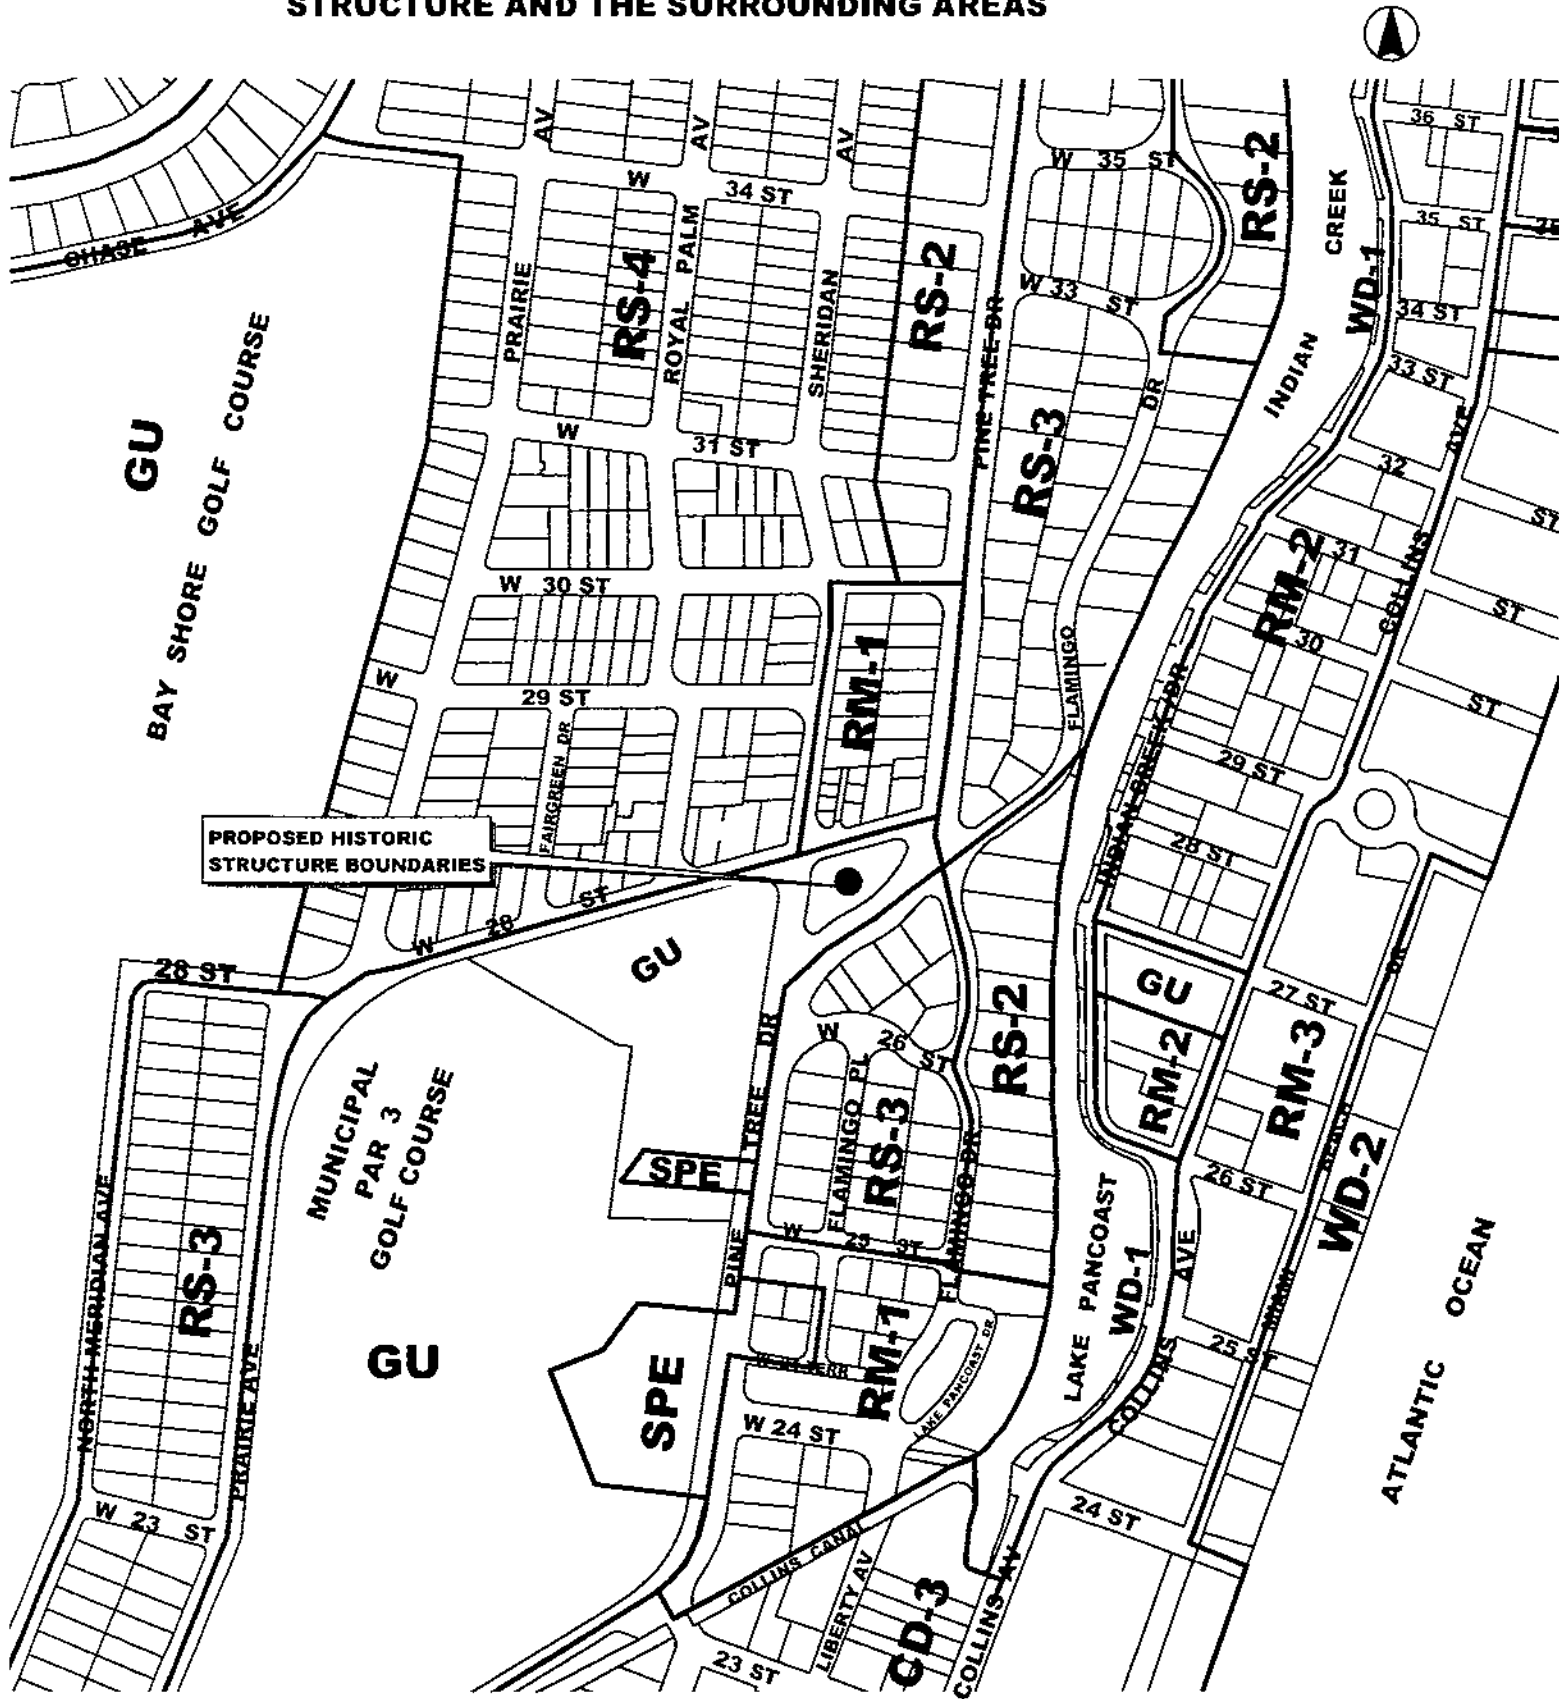 STRUCTURE AND THE SURROUNDING AREAS
36 ST
AV
AV
AV
W 35 ST
RS-2
CREEK
35 ST
W
34 ST
CHASE AVE
RS-4
ROYAL PALM
PRAIRIE
SHERIDAN
RS-2
PINE TREE DR
W 33 ST
WD-1
34 ST
33 ST
INDIAN
DR
RS-3
AVE
GU
BAY SHORE GOLF COURSE
W
31 ST
32
ST
RM-2
31
COLLINS
W 30 ST
ST
30
RM-1
FLAMINGO
W
29 ST
INDIAN CREEK DR
ST
FAIRGREEN DR
29 ST
PROPOSED HISTORIC
STRUCTURE BOUNDARIES
28 ST
W 28 ST
GU
28 ST
DR
GU
27 ST
RS-2
TREE DR
W 26 ST
RM-2
RM-3
MUNICIPAL
PAR 3
GOLF COURSE
FLAMINGO PL
RS-3
BEACH
WD-2
SPE
26 ST
NORTH MERIDIAN AVE
RS-3
PINE
W 25 ST
FLAMINGO DR
LAKE PANCOAST
WD-1
AVE
MIAMI
ATLANTIC OCEAN
GU
PRAIRIE AVE
SPE
RM-1
LAKE PANCOAST DR
25 ST
COLLINS
W 24 ST
24 ST
W 23 ST
COLLINS CANAL
LIBERTY AV
CD-3
COLLINS AV
23 ST